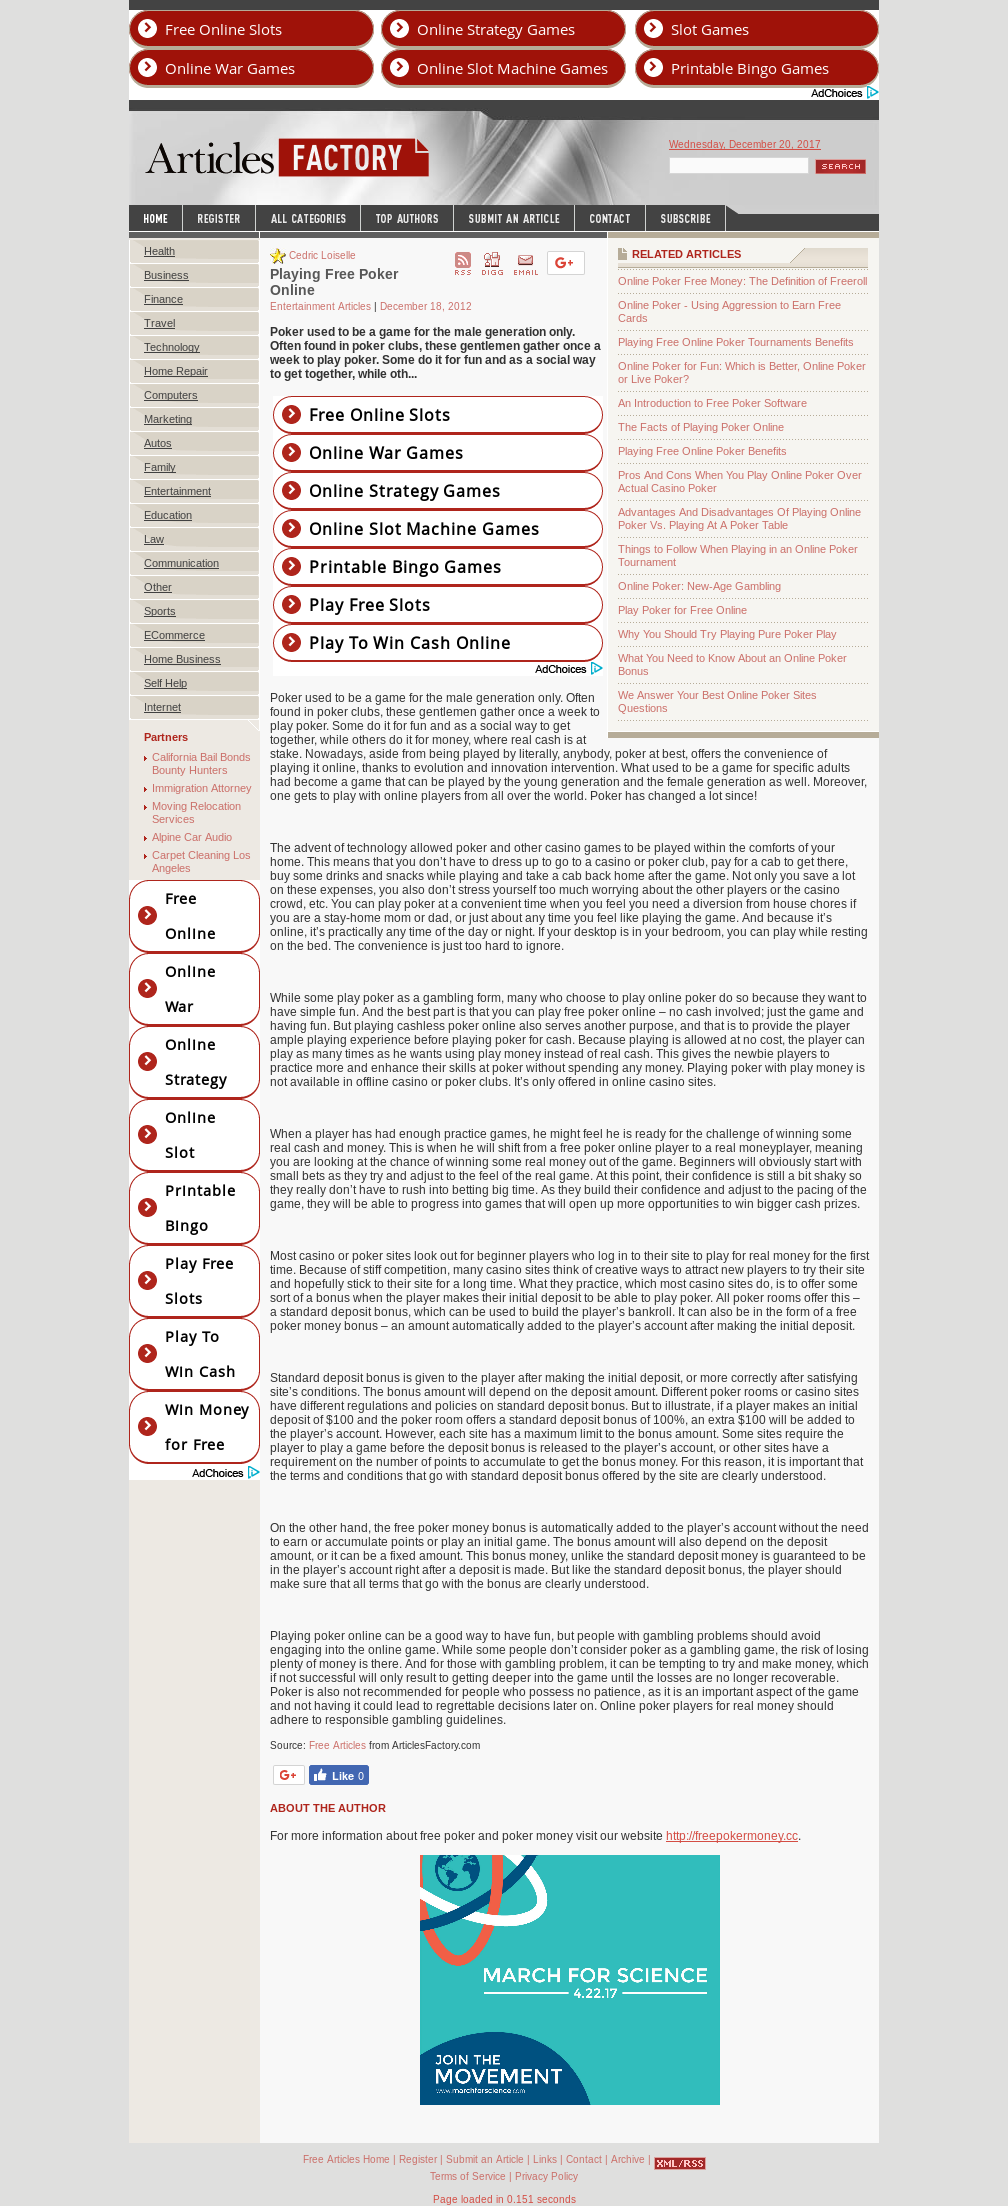 Free Online Slots
Online Strategy Games
Slot Games
Online War Games
Online Slot Machine Games
Printable Bingo Games
AdChoices
Articles FACTORY
Wednesday, December 20, 2017
SEARCH
HOME
REGISTER
ALL CATEGORIES
TOP AUTHORS
SUBMIT AN ARTICLE
CONTACT
SUBSCRIBE
Health
Business
Finance
Travel
Technology
Home Repair
Computers
Marketing
Autos
Family
Entertainment
Education
Law
Communication
Other
Sports
ECommerce
Home Business
Self Help
Internet
Partners
California Bail Bonds
Bounty Hunters
Immigration Attorney
Moving Relocation
Services
Alpine Car Audio
Carpet Cleaning Los
Angeles
Free
Online
Online
War
Online
Strategy
Online
Slot
Printable
Bingo
Play Free
Slots
Play To
Win Cash
Win Money
for Free
AdChoices
Cedric Loiselle
RSS
DIGG
EMAIL
G+
Playing Free Poker
Online
Entertainment Articles | December 18, 2012
Poker used to be a game for the male generation only.
Often found in poker clubs, these gentlemen gather once a
week to play poker. Some do it for fun and as a social way
to get together, while oth...
Free Online Slots
Online War Games
Online Strategy Games
Online Slot Machine Games
Printable Bingo Games
Play Free Slots
Play To Win Cash Online
AdChoices
RELATED ARTICLES
Online Poker Free Money: The Definition of Freeroll
Online Poker - Using Aggression to Earn Free
Cards
Playing Free Online Poker Tournaments Benefits
Online Poker for Fun: Which is Better, Online Poker
or Live Poker?
An Introduction to Free Poker Software
The Facts of Playing Poker Online
Playing Free Online Poker Benefits
Pros And Cons When You Play Online Poker Over
Actual Casino Poker
Advantages And Disadvantages Of Playing Online
Poker Vs. Playing At A Poker Table
Things to Follow When Playing in an Online Poker
Tournament
Online Poker: New-Age Gambling
Play Poker for Free Online
Why You Should Try Playing Pure Poker Play
What You Need to Know About an Online Poker
Bonus
We Answer Your Best Online Poker Sites
Questions
Poker used to be a game for the male generation only. Often
found in poker clubs, these gentlemen gather once a week to
play poker. Some do it for fun and as a social way to get
together, while others do it for money, where real cash is at
stake. Nowadays, aside from being played by literally, anybody, poker at best, offers the convenience of
playing it online, thanks to evolution and innovation intervention. What used to be a game for specific adults
had become a game that can be played by the young generation and the female generation as well. Moreover,
one gets to play with online players from all over the world. Poker has changed a lot since!
The advent of technology allowed poker and other casino games to be played within the comforts of your
home. This means that you don’t have to dress up to go to a casino or poker club, pay for a cab to get there,
buy some drinks and snacks while playing and take a cab back home after the game. Not only you save a lot
on these expenses, you also don’t stress yourself too much worrying about the other players or the casino
crowd, etc. You can play poker at a convenient time when you feel you need a diversion from house chores if
you are a stay-home mom or dad, or just about any time you feel like playing the game. And because it’s
online, it’s practically any time of the day or night. If your desktop is in your bedroom, you can play while resting
on the bed. The convenience is just too hard to ignore.
While some play poker as a gambling form, many who choose to play online poker do so because they want to
have simple fun. And the best part is that you can play free poker online – no cash involved; just the game and
having fun. But playing cashless poker online also serves another purpose, and that is to provide the player
ample playing experience before playing poker for cash. Because playing is allowed at no cost, the player can
play as many times as he wants using play money instead of real cash. This gives the newbie players to
practice more and enhance their skills at poker without spending any money. Playing poker with play money is
not available in offline casino or poker clubs. It’s only offered in online casino sites.
When a player has had enough practice games, he might feel he is ready for the challenge of winning some
real cash and money. This is when he will shift from a free poker online player to a real moneyplayer, meaning
you are looking at the chance of winning some real money out of the game. Beginners will obviously start with
small bets as they try and adjust to the feel of the real game. At this point, their confidence is still a bit shaky so
they really don’t have to rush into betting big time. As they build their confidence and adjust to the pacing of the
game, they will be able to progress into games that will open up more opportunities to win bigger cash prizes.
Most casino or poker sites look out for beginner players who log in to their site to play for real money for the first
time. Because of stiff competition, many casino sites think of creative ways to attract new players to try their site
and hopefully stick to their site for a long time. What they practice, which most casino sites do, is to offer some
sort of a bonus when the player makes their initial deposit to be able to play poker. All poker rooms offer this –
a standard deposit bonus, which can be used to build the player’s bankroll. It can also be in the form of a free
poker money bonus – an amount automatically added to the player’s account after making the initial deposit.
Standard deposit bonus is given to the player after making the initial deposit, or more correctly after satisfying
site’s conditions. The bonus amount will depend on the deposit amount. Different poker rooms or casino sites
have different regulations and policies on standard deposit bonus. But to illustrate, if a player makes an initial
deposit of $100 and the poker room offers a standard deposit bonus of 100%, an extra $100 will be added to
the player’s account. However, each site has a maximum limit to the bonus amount. Some sites require the
player to play a game before the deposit bonus is released to the player’s account, or other sites have a
requirement on the number of points to accumulate to get the bonus money. For this reason, it is important that
the terms and conditions that go with standard deposit bonus offered by the site are clearly understood.
On the other hand, the free poker money bonus is automatically added to the player’s account without the need
to earn or accumulate points or play an initial game. The bonus amount will also depend on the deposit
amount, or it can be a fixed amount. This bonus money, unlike the standard deposit money is guaranteed to be
in the player’s account right after a deposit is made. But like the standard deposit bonus, the player should
make sure that all terms that go with the bonus are clearly understood.
Playing poker online can be a good way to have fun, but people with gambling problems should avoid
engaging into the online game. While some people don’t consider poker as a gambling game, the risk of losing
plenty of money is there. And for those with gambling problem, it can be tempting to try and make money, which
if not successful will only result to getting deeper into the game until the losses are no longer recoverable.
Poker is also not recommended for people who possess no patience, as it is an important aspect of the game
and not having it could lead to regrettable decisions later on. Online poker players for real money should
adhere to responsible gambling guidelines.
Source: Free Articles from ArticlesFactory.com
G+
Like 0
ABOUT THE AUTHOR
For more information about free poker and poker money visit our website http://freepokermoney.cc.
MARCH FOR SCIENCE
4.22.17
JOIN THE
MOVEMENT
www.marchforscience.com
Free Articles Home | Register | Submit an Article | Links | Contact | Archive | XML/RSS
Terms of Service | Privacy Policy
Page loaded in 0.151 seconds